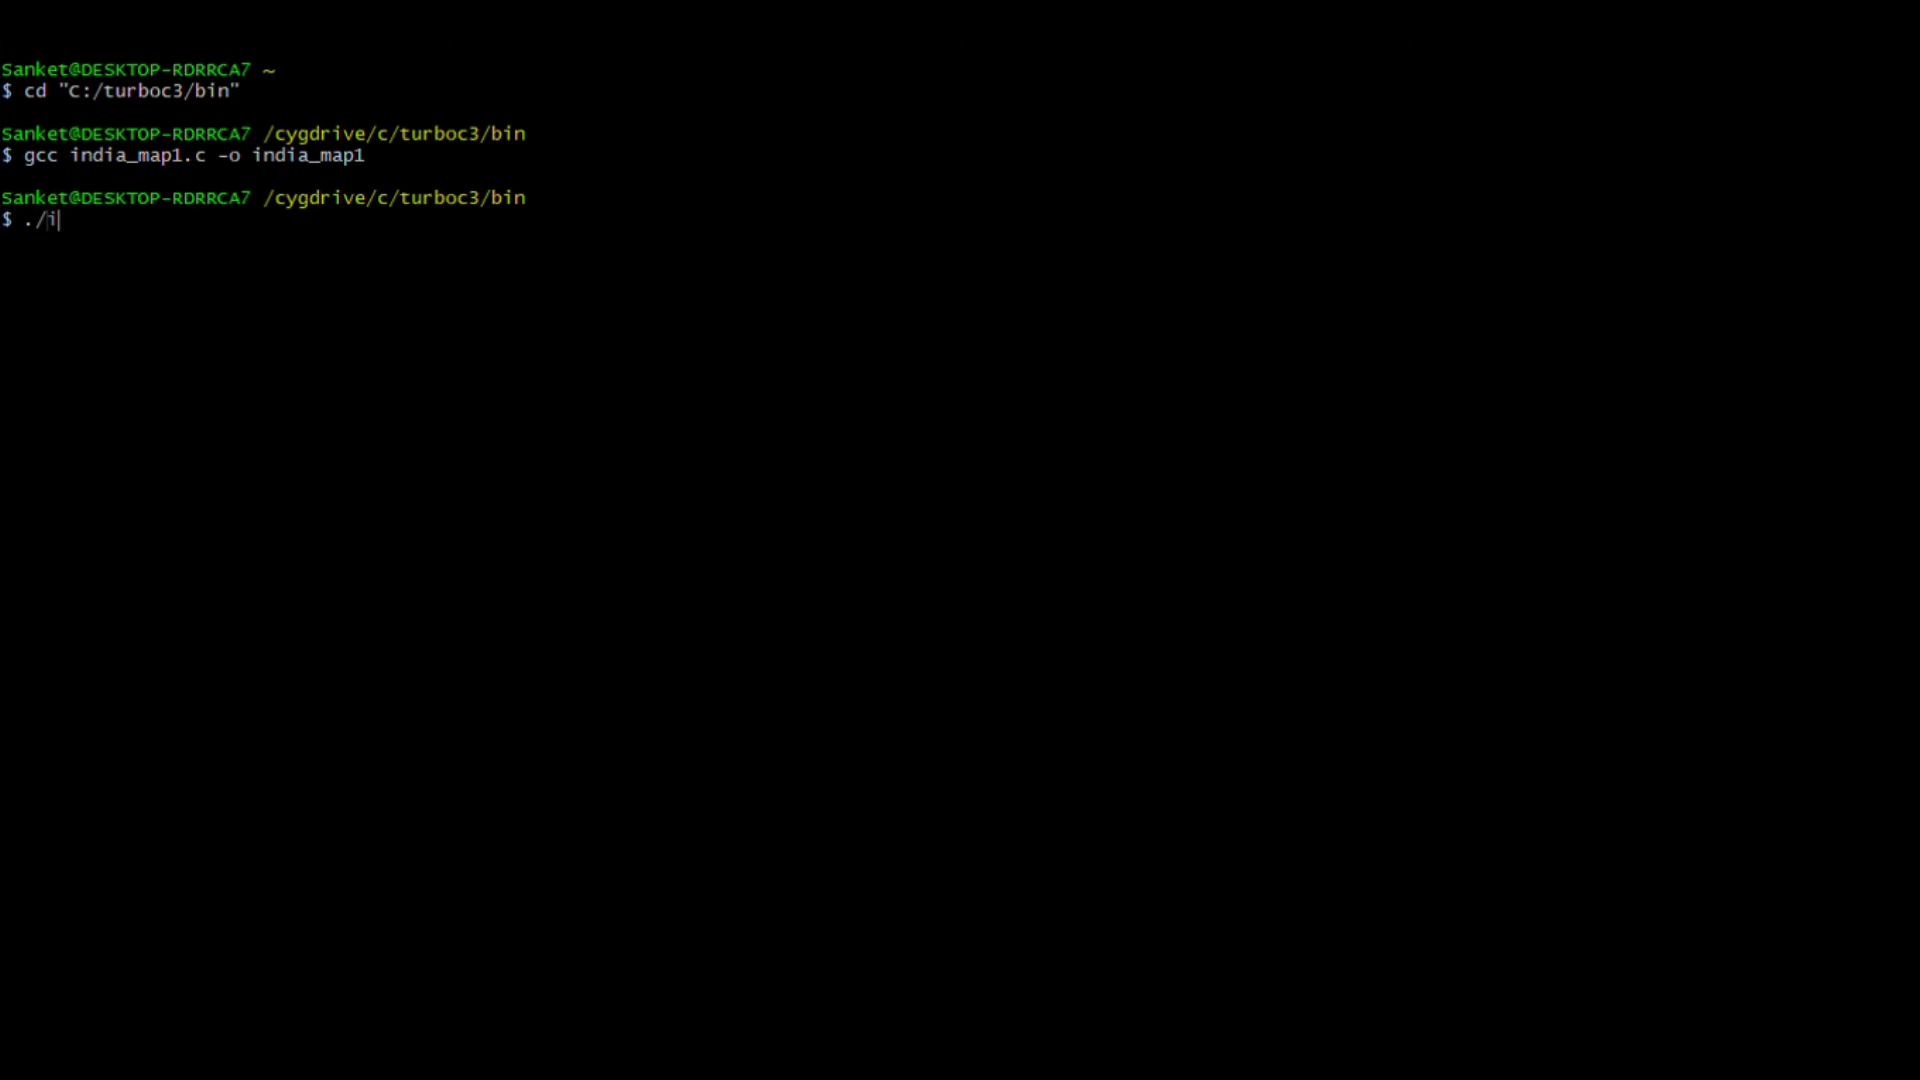 Sanket@DESKTOP-RDRRCA7 ~
$ cd "C:/turboc3/bin"
Sanket@DESKTOP-RDRRCA7 /cygdrive/c/turboc3/bin
$ gcc india_map1.c -o india_map1
Sanket@DESKTOP-RDRRCA7 /cygdrive/c/turboc3/bin
$ ./i